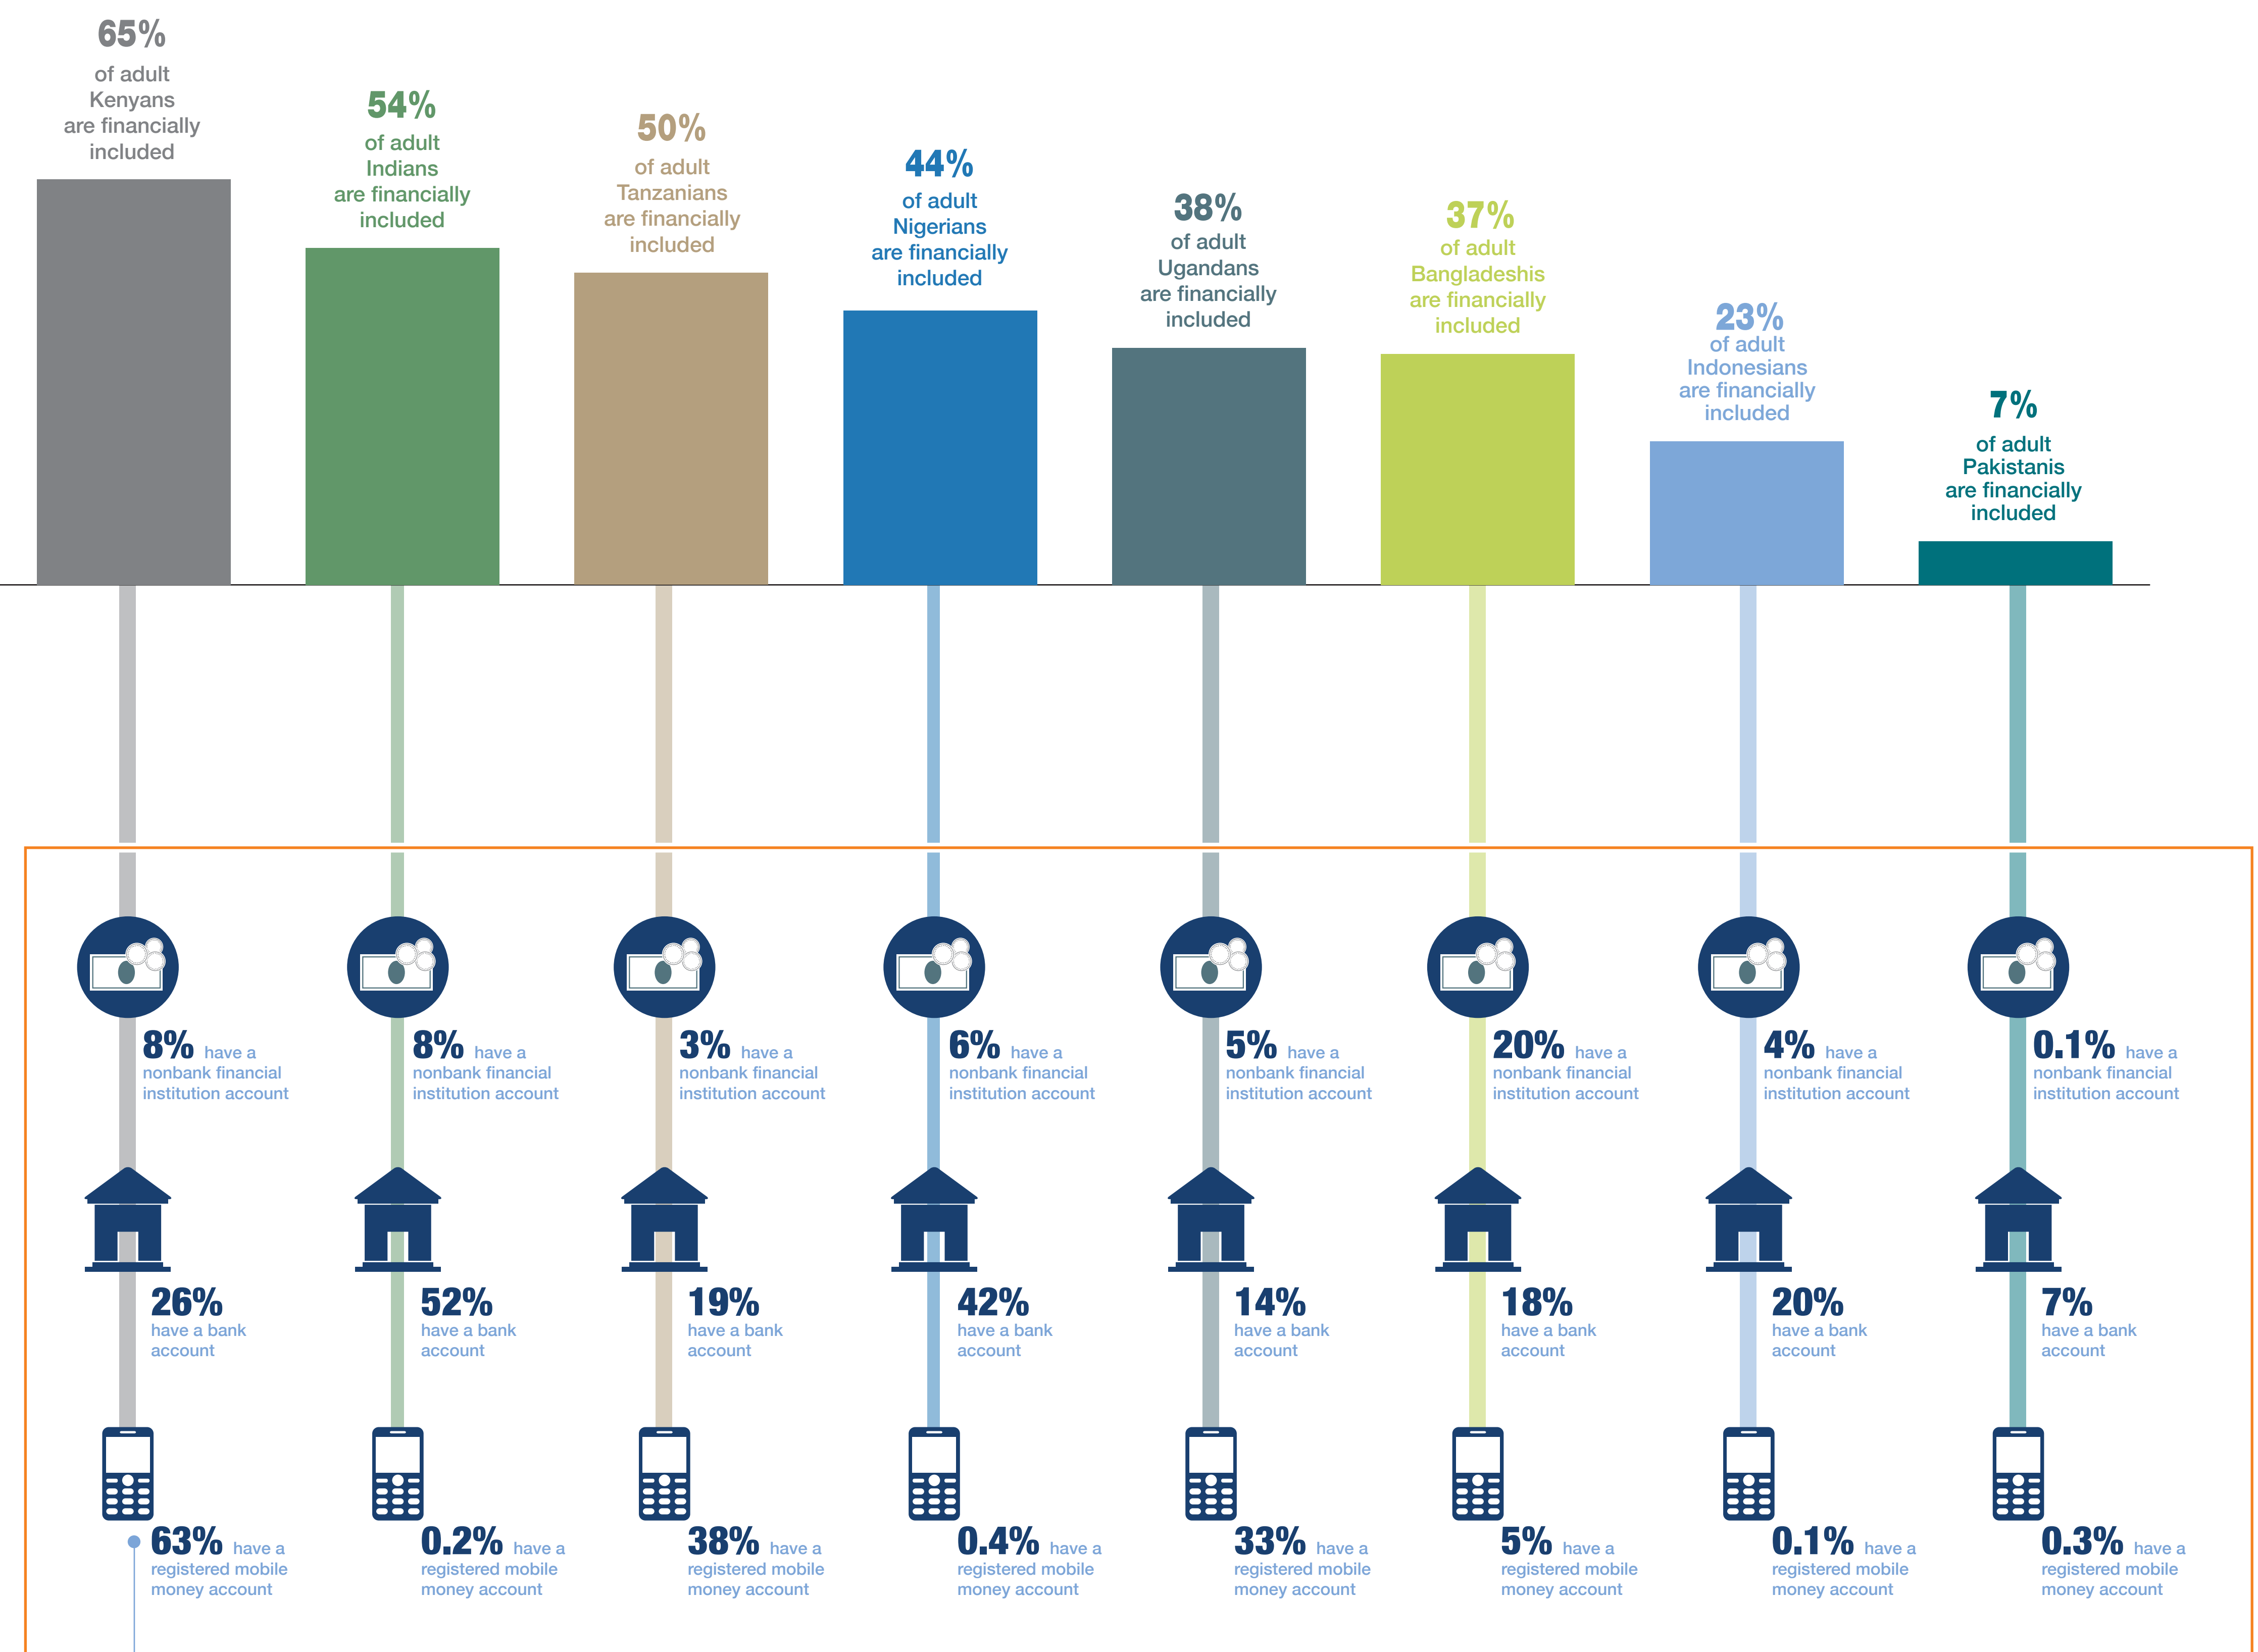 65%
of adult
Kenyans
are financially
included
54%
of adult
Indians
are financially
included
50%
of adult
Tanzanians
are financially
included
44%
of adult
Nigerians
are financially
included
38%
of adult
Ugandans
are financially
included
37%
of adult
Bangladeshis
are financially
included
23%
of adult
Indonesians
are financially
included
7%
of adult
Pakistanis
are financially
included
8% have a
nonbank financial
institution account
8% have a
nonbank financial
institution account
3% have a
nonbank financial
institution account
6% have a
nonbank financial
institution account
5% have a
nonbank financial
institution account
20% have a
nonbank financial
institution account
4% have a
nonbank financial
institution account
0.1% have a
nonbank financial
institution account
26%
have a bank
account
52%
have a bank
account
19%
have a bank
account
42%
have a bank
account
14%
have a bank
account
18%
have a bank
account
20%
have a bank
account
7%
have a bank
account
63% have a
registered mobile
money account
0.2% have a
registered mobile
money account
38% have a
registered mobile
money account
0.4% have a
registered mobile
money account
33% have a
registered mobile
money account
5% have a
registered mobile
money account
0.1% have a
registered mobile
money account
0.3% have a
registered mobile
money account